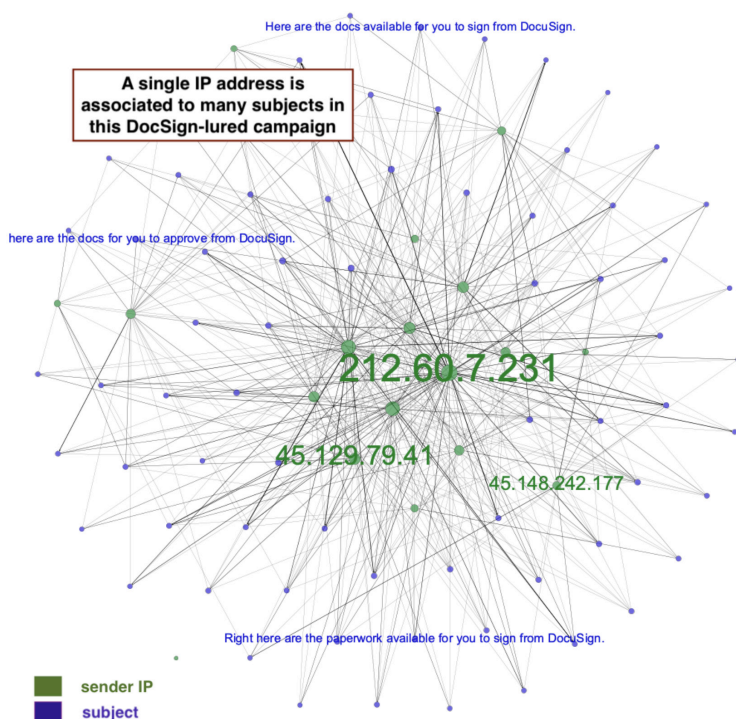 Here are the docs available for you to sign from DocuSign.
A single IP address is
associated to many subjects in
this DocSign-lured campaign
here are the docs for you to approve from DocuSign.
212.60.7.231
45.129.79.41
45.148.242.177
Right here are the paperwork available for you to sign from DocuSign.
sender IP
subject